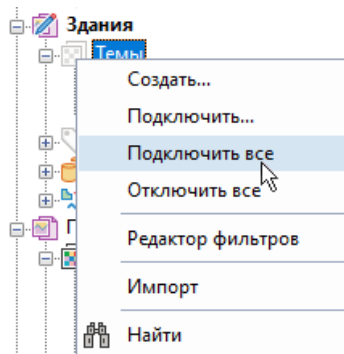 Здания
Темы
Создать...
Подключить...
Подключить все
Отключить все
П
Редактор фильтров
Импорт
Найти